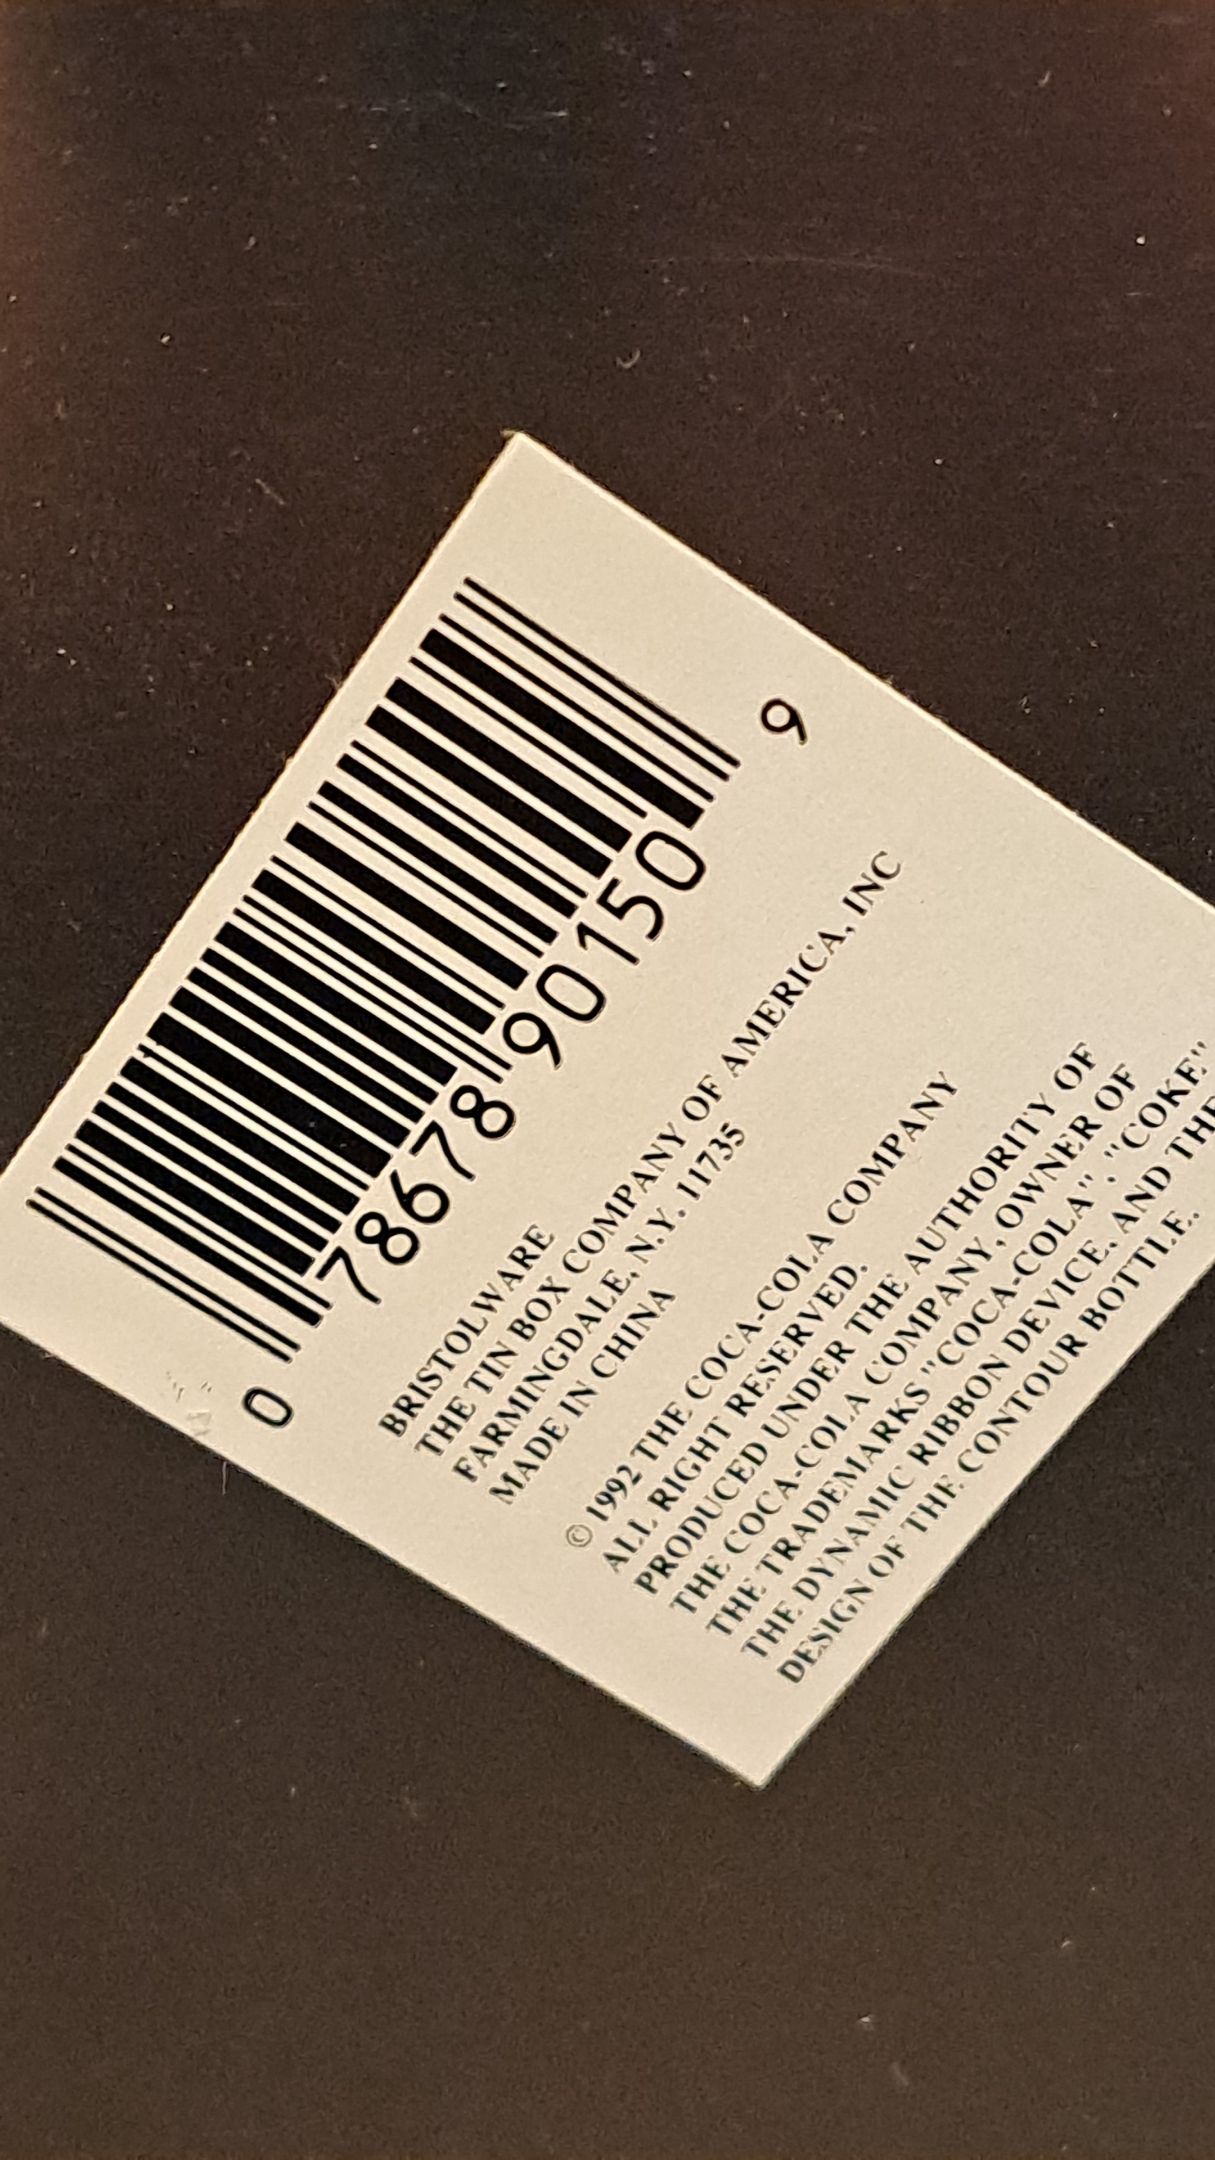 0 78678 90150 9
BRISTOLWARE
THE TIN BOX COMPANY OF AMERICA, INC
FARMINGDALE, N.Y. 11735
MADE IN CHINA
© 1992 THE COCA-COLA COMPANY
ALL RIGHT RESERVED.
PRODUCED UNDER THE AUTHORITY OF
THE COCA-COLA COMPANY, OWNER OF
THE TRADEMARKS "COCA-COLA", "COKE"
THE DYNAMIC RIBBON DEVICE, AND THE
DESIGN OF THE CONTOUR BOTTLE.